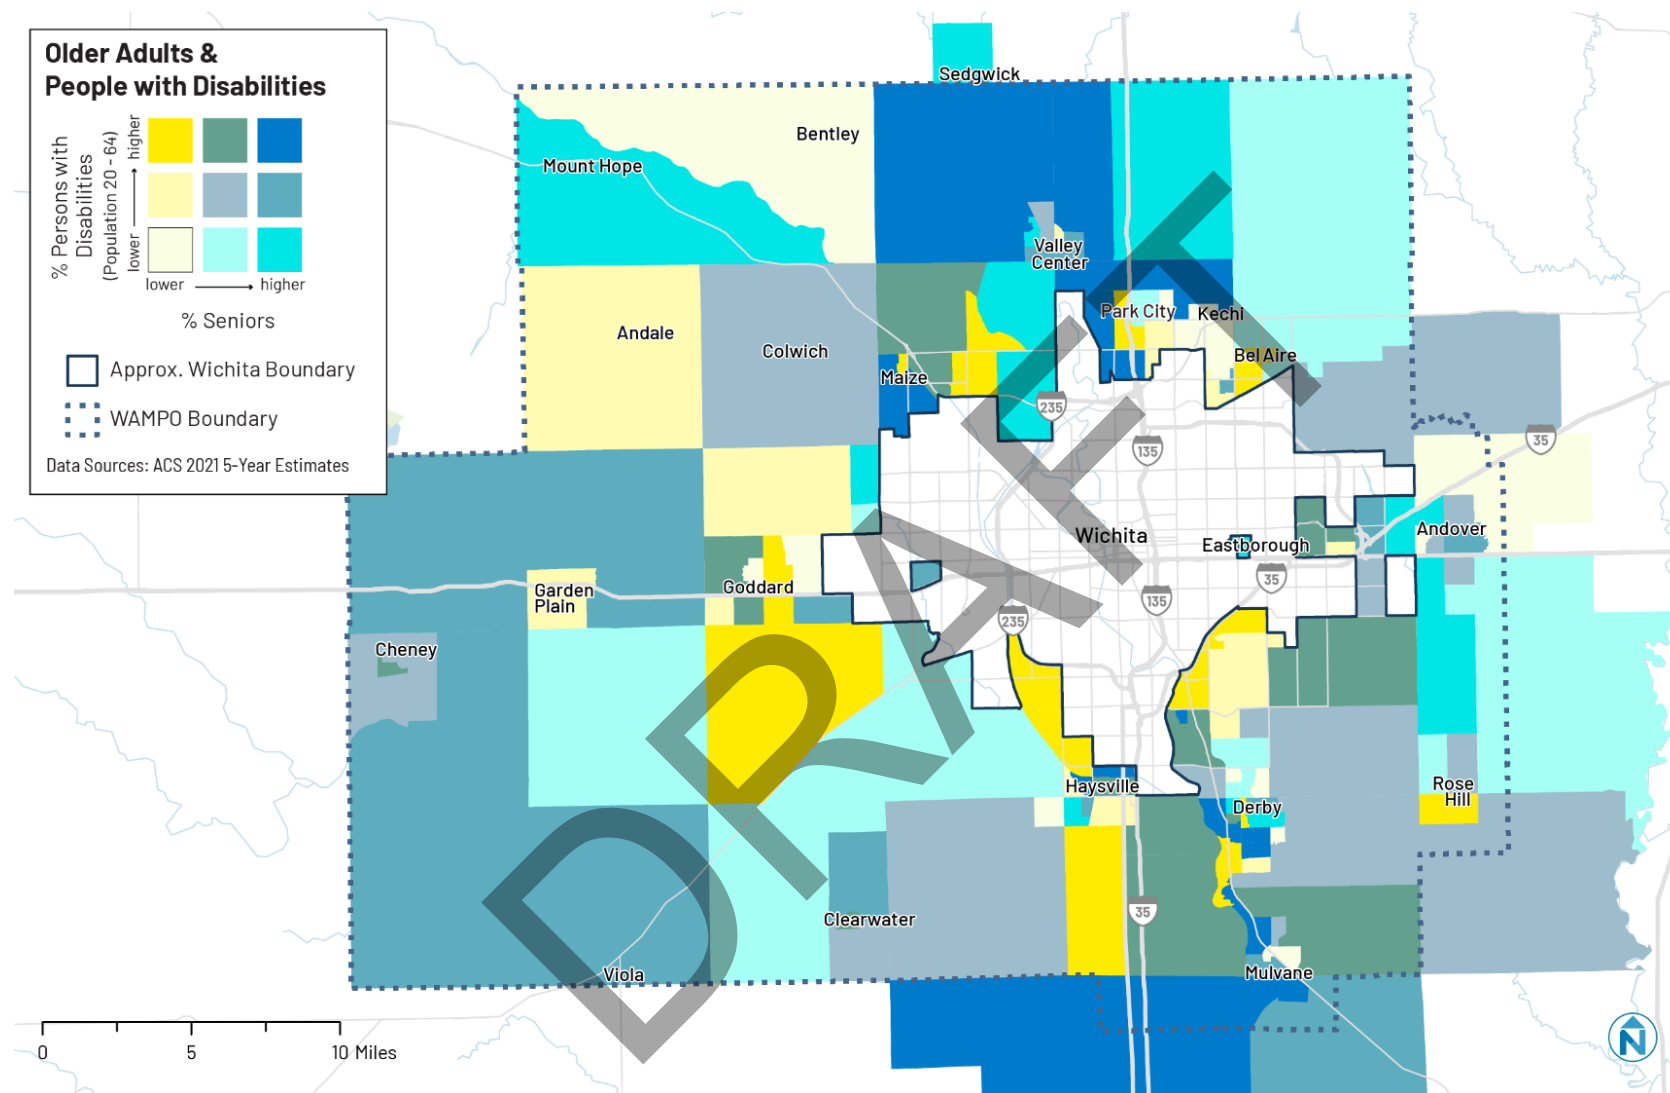 Older Adults &
People with Disabilities
% Persons with
Disabilities
(Population 20 - 64)
lower
higher
lower
higher
% Seniors
Approx. Wichita Boundary
WAMPO Boundary
Data Sources: ACS 2021 5-Year Estimates
Sedgwick
Bentley
Mount Hope
Valley
Center
Park City
Kechi
Andale
Colwich
Bel Aire
Maize
235
135
35
Wichita
Eastborough
Andover
Garden
Plain
Goddard
35
135
235
Cheney
Haysville
Derby
Rose
Hill
Clearwater
35
Viola
Mulvane
DRAFT
0
5
10 Miles
N